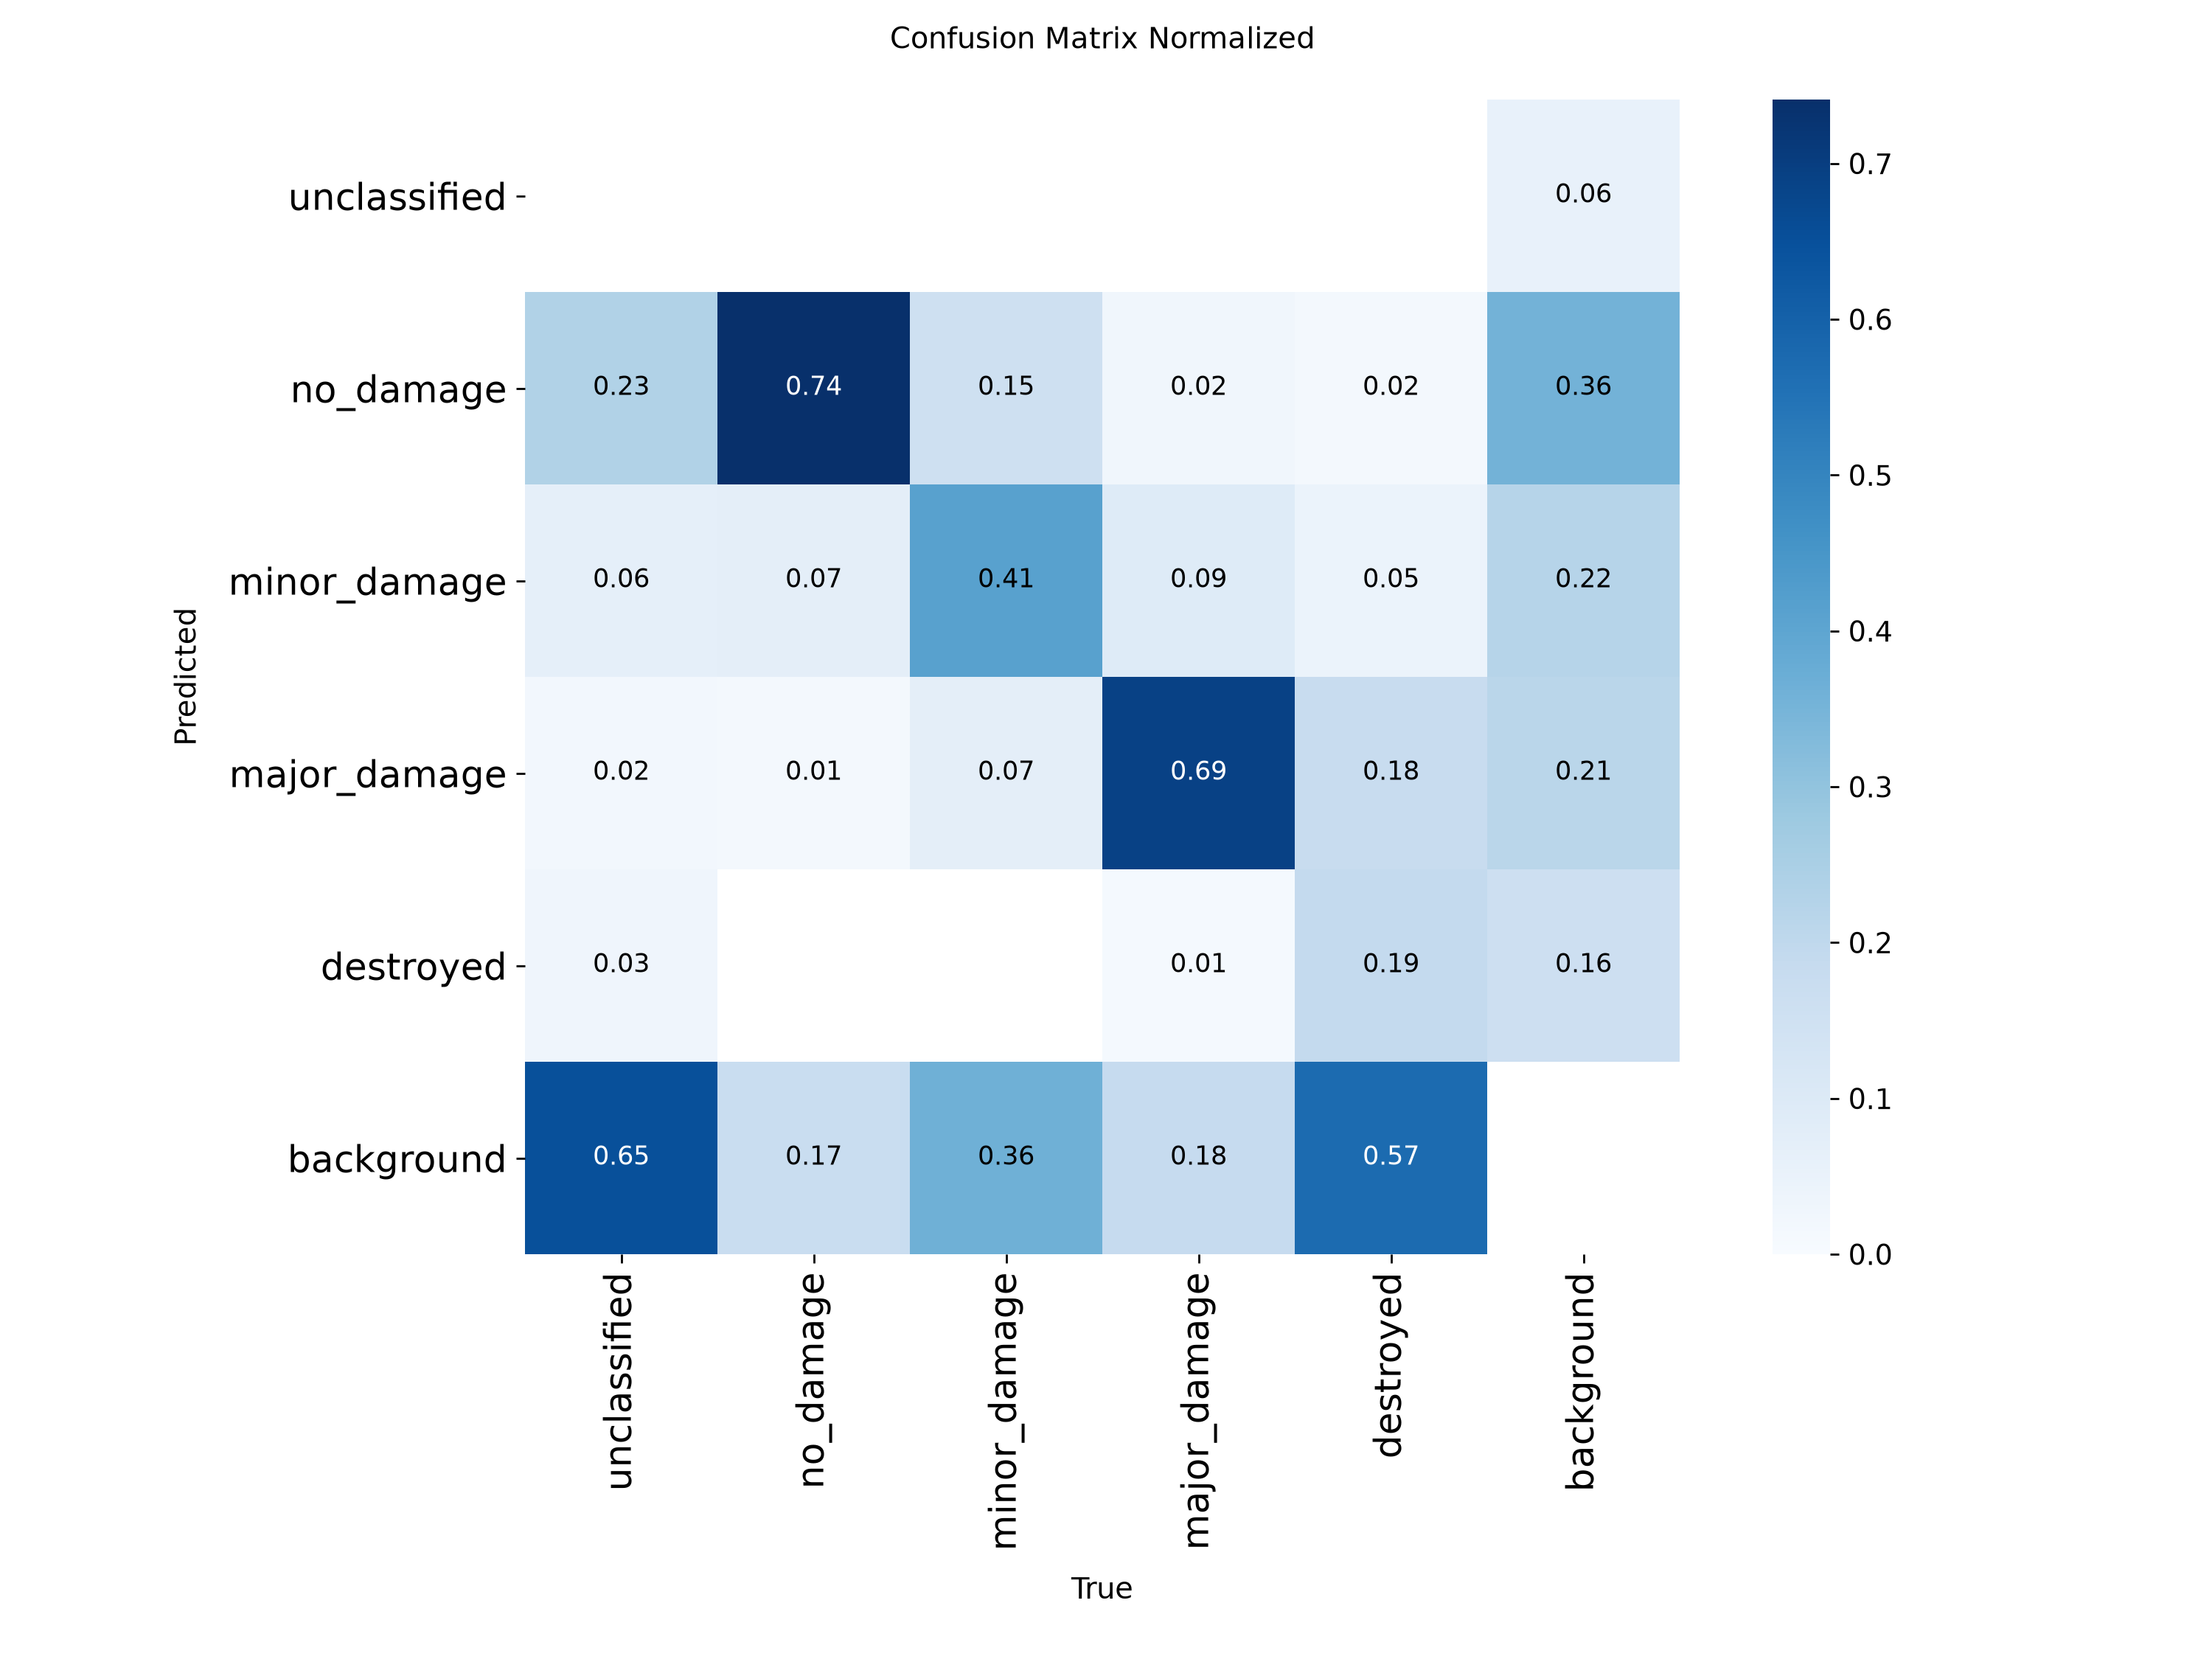 Confusion Matrix Normalized
unclassified
0.06
no_damage
0.23 0.74 0.15 0.02 0.02 0.36
minor_damage
0.06 0.07 0.41 0.09 0.05 0.22
major_damage
0.02 0.01 0.07 0.69 0.18 0.21
destroyed
0.03 0.01 0.19 0.16
background
0.65 0.17 0.36 0.18 0.57
Predicted
unclassified
no_damage
minor_damage
major_damage
destroyed
background
True
0.7
0.6
0.5
0.4
0.3
0.2
0.1
0.0